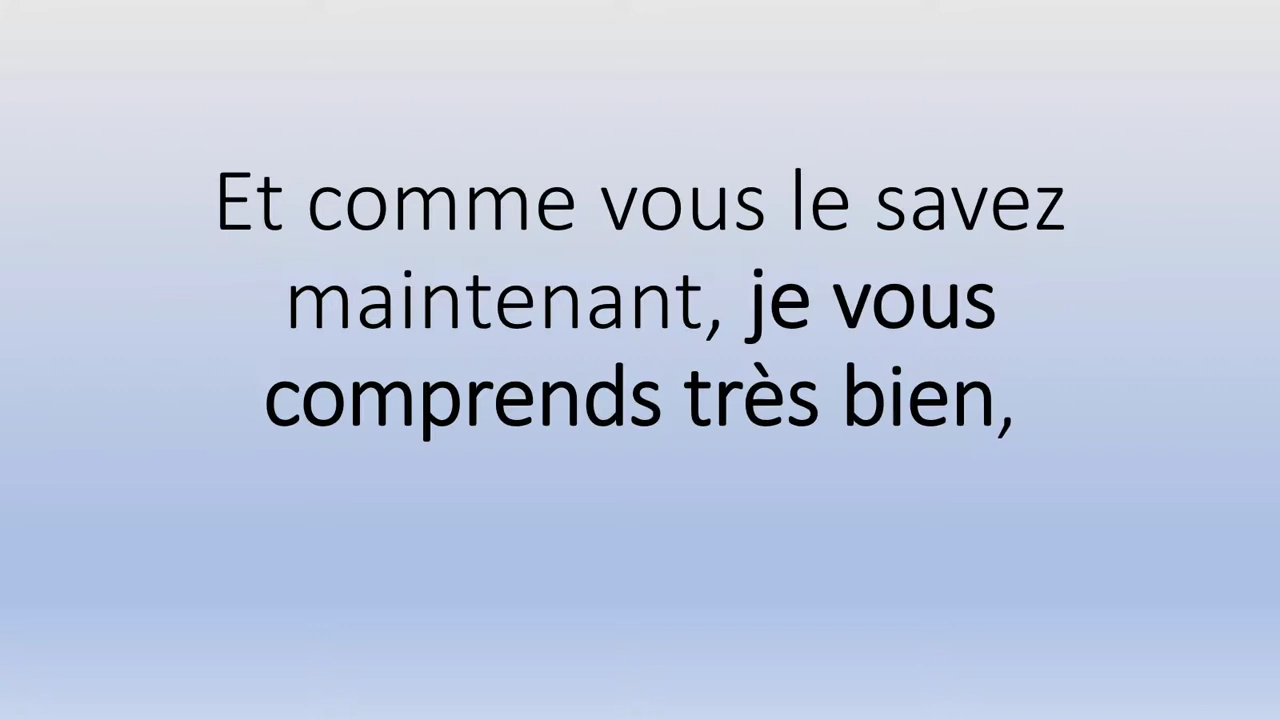 Et comme vous le savez
maintenant, je vous
comprends très bien,